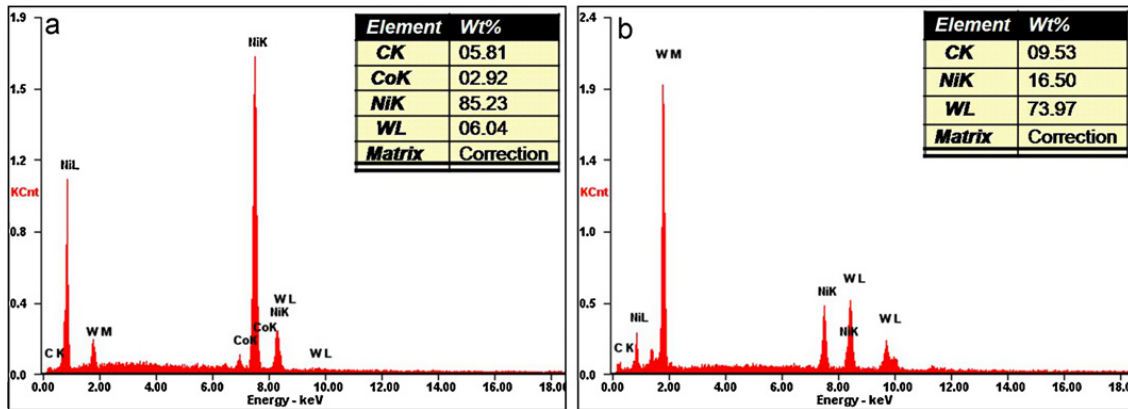 a
Element Wt%
CK 05.81
CoK 02.92
NiK 85.23
WL 06.04
Matrix Correction
1.9
1.5
1.2
KCnt
0.8
0.4
0.0
NiK
NiL
C K
W M
CoK
CoK
W L
NiK
W L
0.00 2.00 4.00 6.00 8.00 10.00 12.00 14.00 16.00 18.0
Energy - keV
b
Element Wt%
CK 09.53
NiK 16.50
WL 73.97
Matrix Correction
2.4
1.9
1.4
KCnt
1.0
0.5
0.0
W M
NiL
C K
NiK
W L
NiK
W L
0.00 2.00 4.00 6.00 8.00 10.00 12.00 14.00 16.00 18.0
Energy - keV